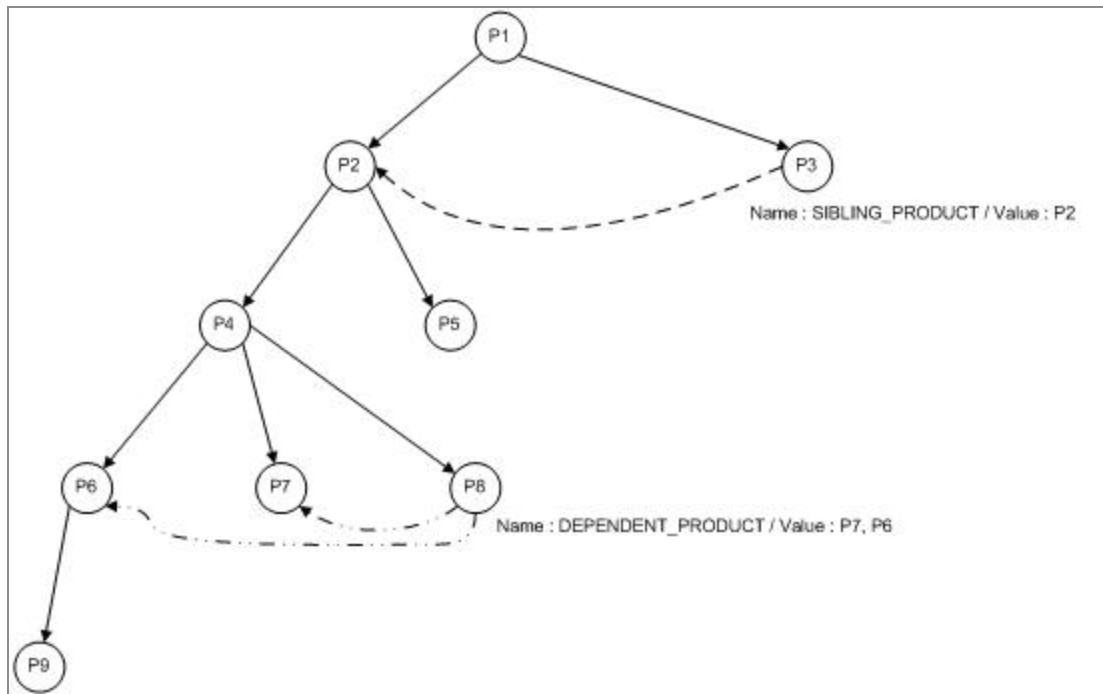 P1
P2
P3
Name : SIBLING_PRODUCT / Value : P2
P4
P5
P6
P7
P8
Name : DEPENDENT_PRODUCT / Value : P7, P6
P9